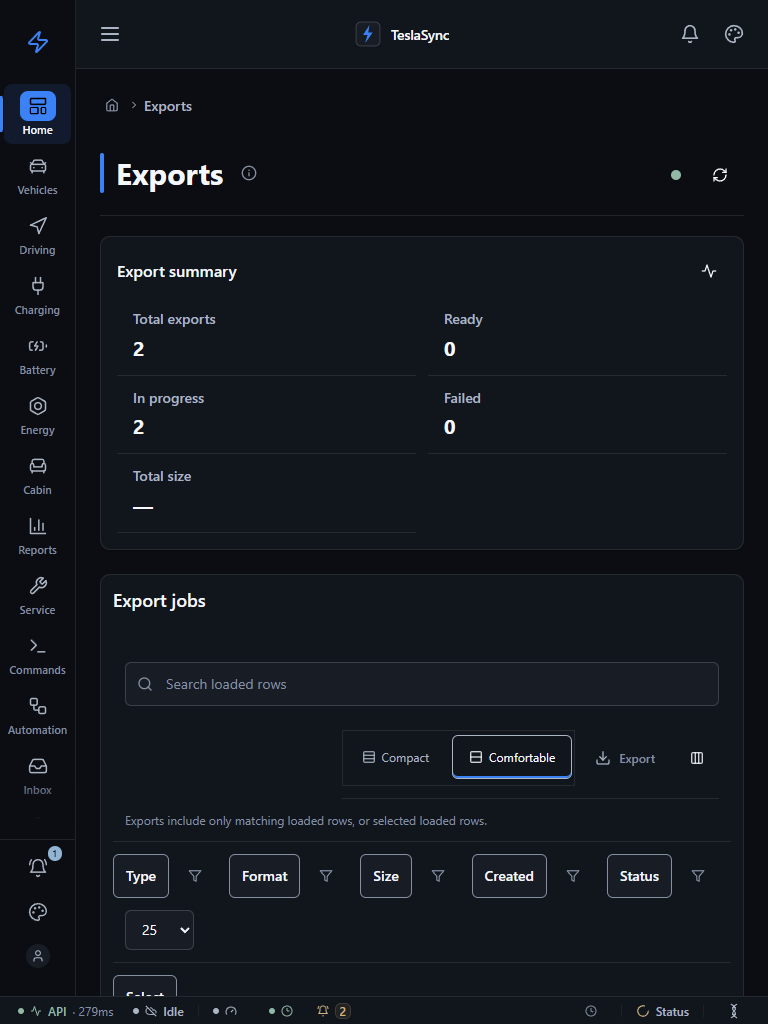 TeslaSync
Home
Vehicles
Driving
Charging
Battery
Energy
Cabin
Reports
Service
Commands
Automation
Inbox
1
Exports
Exports
Export summary
Total exports
2
Ready
0
In progress
2
Failed
0
Total size
—
Export jobs
Search loaded rows
Compact
Comfortable
Export
Exports include only matching loaded rows, or selected loaded rows.
Type
Format
Size
Created
Status
25
Select
API · 279ms
Idle
2
Status